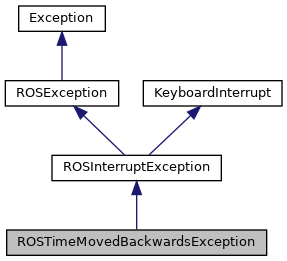 Exception
ROSException
KeyboardInterrupt
ROSInterruptException
ROSTimeMovedBackwardsException